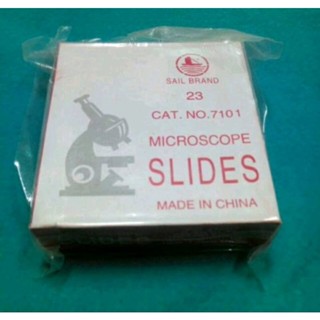 SAIL BRAND
23
CAT. NO.7101
MICROSCOPE
SLIDES
MADE IN CHINA